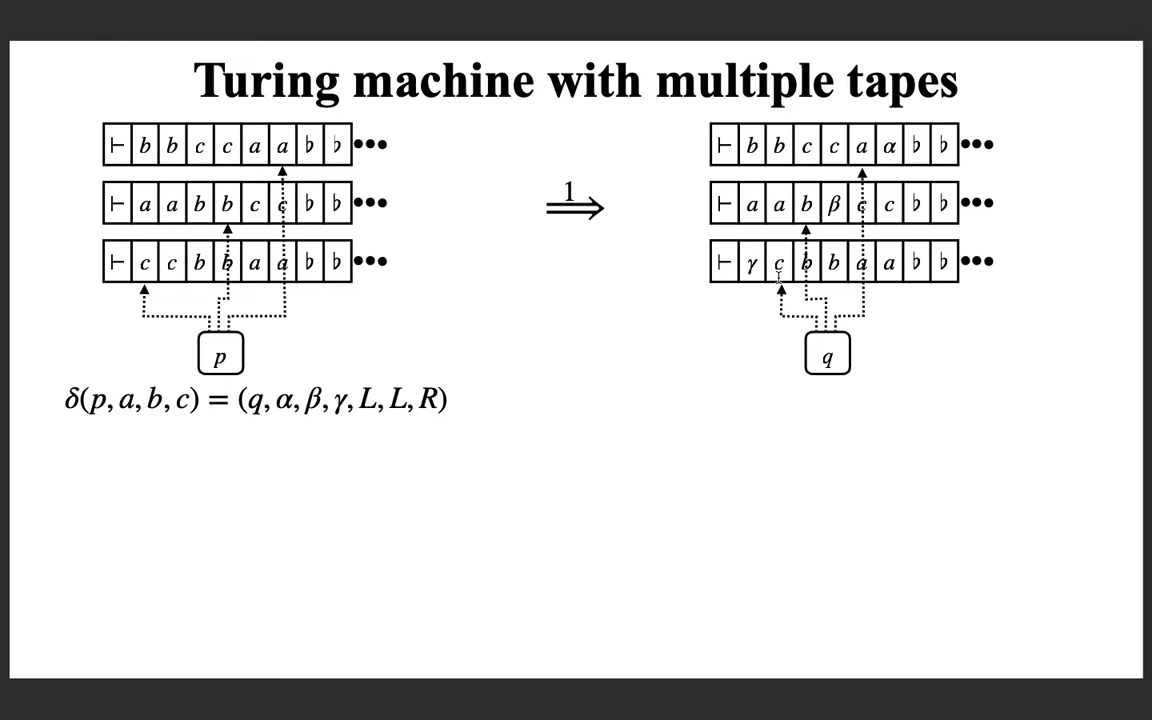 Turing machine with multiple tapes
⊢ b b c c a a ♭ ♭ •••
⊢ a a b b c c ♭ ♭ •••
⊢ c c b b a a ♭ ♭ •••
p
δ(p, a, b, c) = (q, α, β, γ, L, L, R)
1
⊢ b b c c a α ♭ ♭ •••
⊢ a a b β c c ♭ ♭ •••
⊢ γ c b b a a ♭ ♭ •••
q